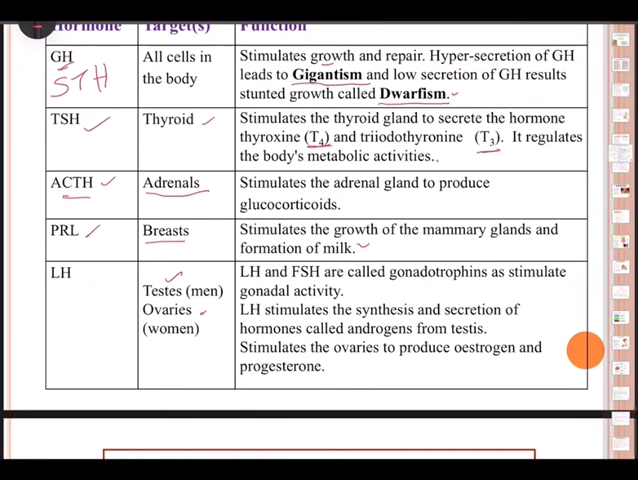 Hormone Target(s) Function
GH
STH
All cells in
the body
Stimulates growth and repair. Hyper-secretion of GH
leads to Gigantism and low secretion of GH results
stunted growth called Dwarfism.
TSH
Thyroid
Stimulates the thyroid gland to secrete the hormone
thyroxine (T4) and triiodothyronine (T3). It regulates
the body's metabolic activities.
ACTH
Adrenals
Stimulates the adrenal gland to produce
glucocorticoids.
PRL
Breasts
Stimulates the growth of the mammary glands and
formation of milk.
LH
Testes (men)
Ovaries
(women)
LH and FSH are called gonadotrophins as stimulate
gonadal activity.
LH stimulates the synthesis and secretion of
hormones called androgens from testis.
Stimulates the ovaries to produce oestrogen and
progesterone.